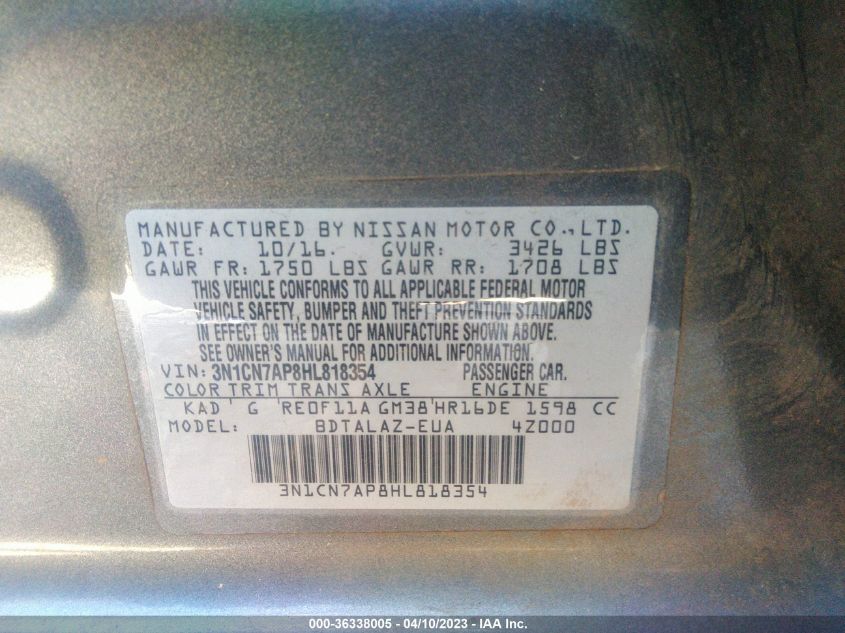 MANUFACTURED BY NISSAN MOTOR CO., LTD.
DATE: 10/16. GVWR: 3426 LBS
GAWR FR: 1750 LBS GAWR RR: 1708 LBS
THIS VEHICLE CONFORMS TO ALL APPLICABLE FEDERAL MOTOR
VEHICLE SAFETY, BUMPER AND THEFT PREVENTION STANDARDS
IN EFFECT ON THE DATE OF MANUFACTURE SHOWN ABOVE.
SEE OWNER'S MANUAL FOR ADDITIONAL INFORMATION.
VIN: 3N1CN7AP8HL818354 PASSENGER CAR.
COLOR TRIM TRANS AXLE ENGINE
KAD ' G 'RE0F11A GM38'HR16DE 1598 CC
MODEL: BDTALAZ-EUA 4Z000
3N1CN7AP8HL818354
000-36338005 - 04/10/2023 - IAA Inc.